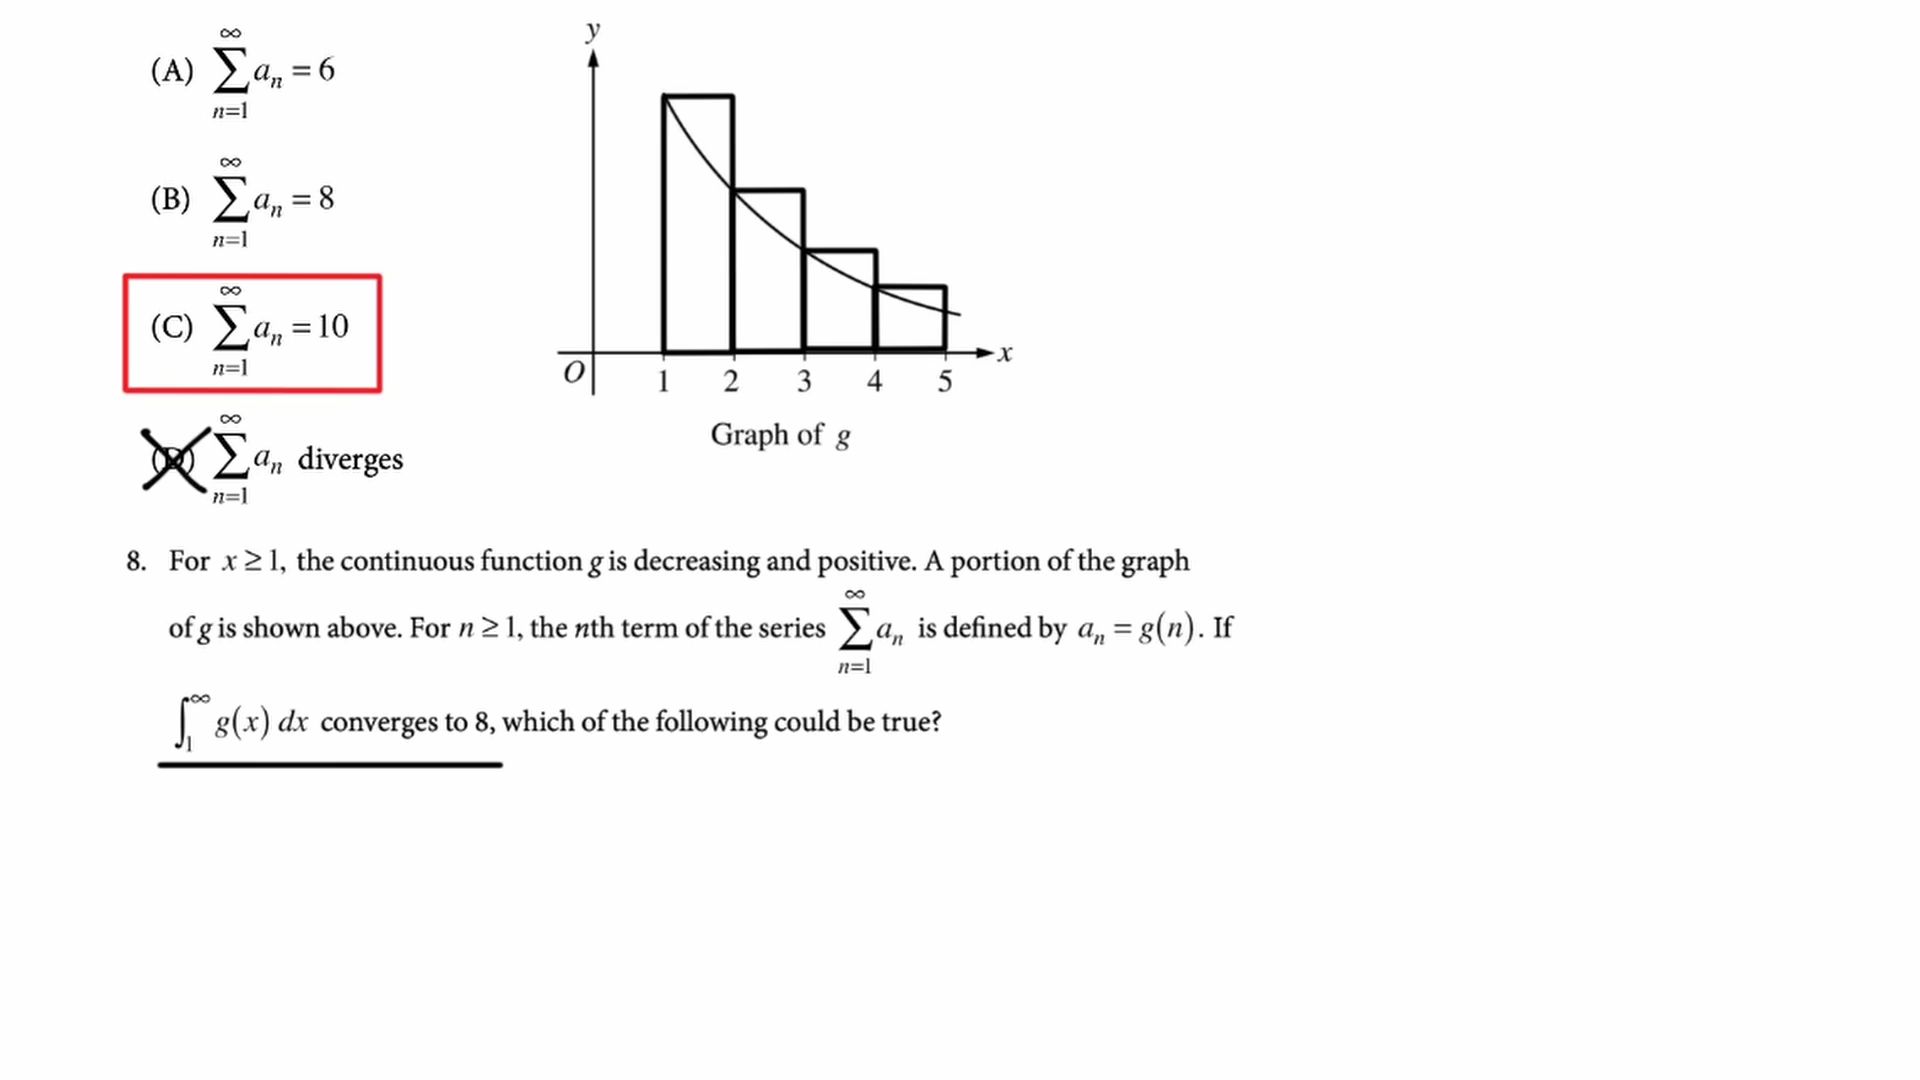 (A) ∑_{n=1}^{∞} a_n = 6
(B) ∑_{n=1}^{∞} a_n = 8
(C) ∑_{n=1}^{∞} a_n = 10
(D) ∑_{n=1}^{∞} a_n diverges
y
x
O 1 2 3 4 5
Graph of g
8. For x ≥ 1, the continuous function g is decreasing and positive. A portion of the graph
of g is shown above. For n ≥ 1, the nth term of the series ∑_{n=1}^{∞} a_n is defined by a_n = g(n). If
∫_1^∞ g(x) dx converges to 8, which of the following could be true?